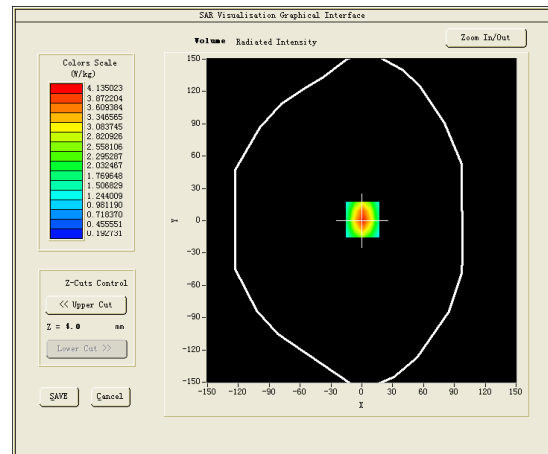 SAR Visualisation Graphical Interface
Volume Radiated Intensity
Zoom In/Out
Colors Scale
(W/kg)
4.135023
3.872204
3.609384
3.346565
3.083745
2.820926
2.558106
2.295287
2.032467
1.769648
1.506829
1.244009
0.981190
0.718370
0.455551
0.192731
Z-Cuts Control
<< Upper Cut
Z = 4.0 mm
Lower Cut >>
SAVE
Cancel
150
120
90
60
30
0
-30
-60
-90
-120
-150
Y
-150 -120 -90 -60 -30 0 30 60 90 120 150
X